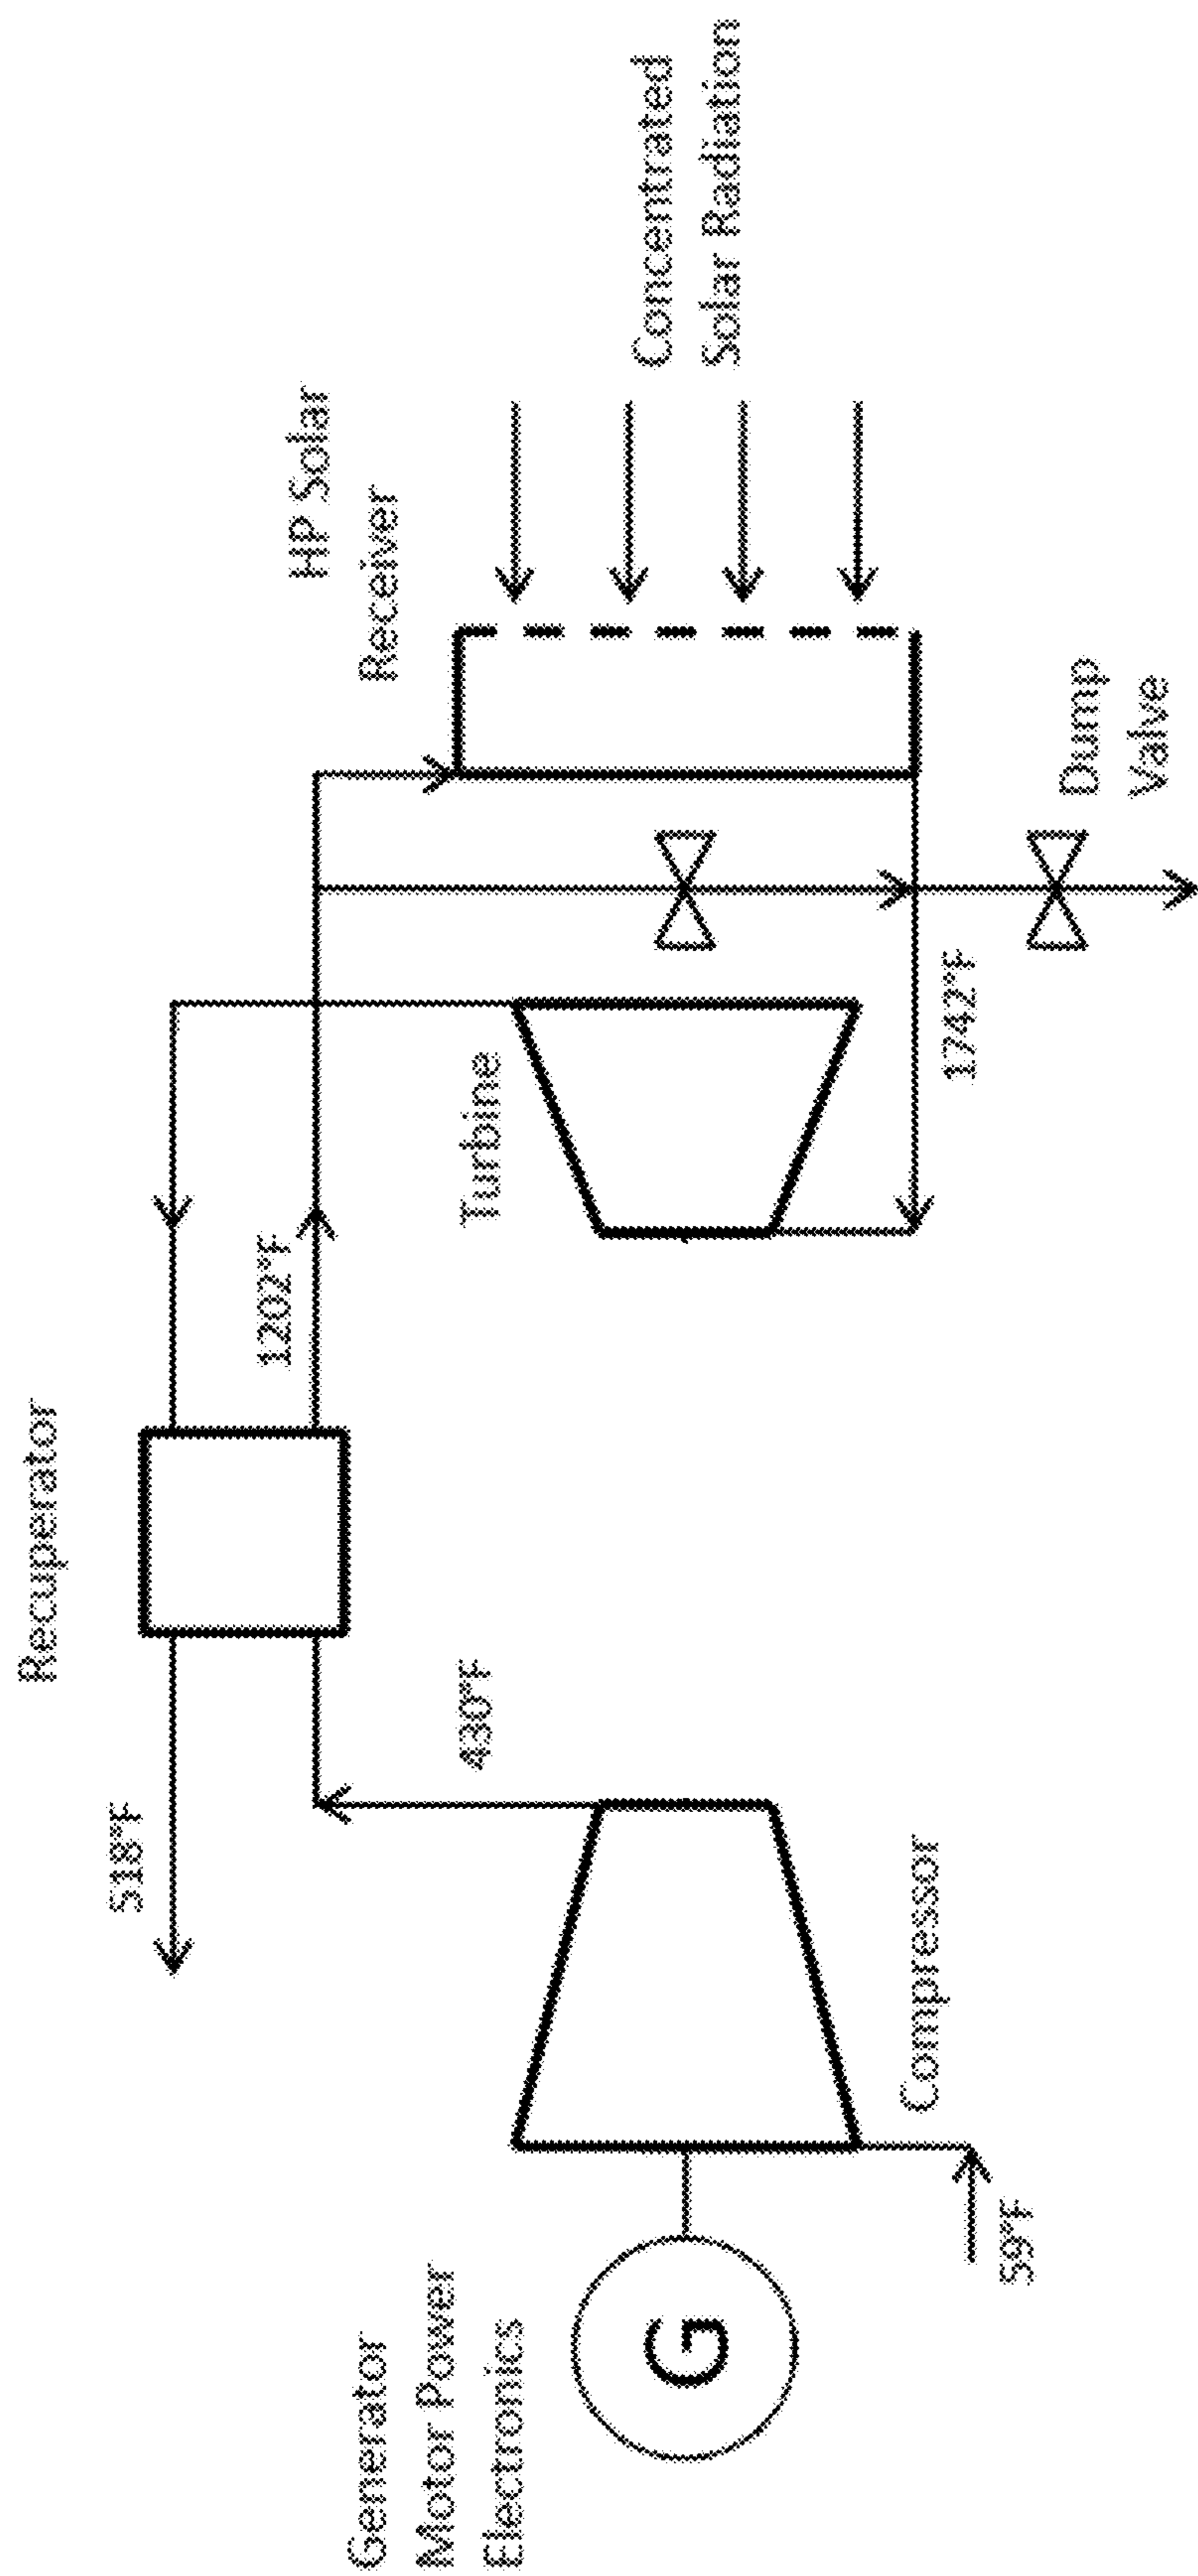 Recuperator
518°F
1202°F
430°F
HP Solar
Receiver
Turbine
Generator
Motor Power
Electronics
G
Compressor
59°F
1742°F
Concentrated
Solar Radiation
Dump
Valve